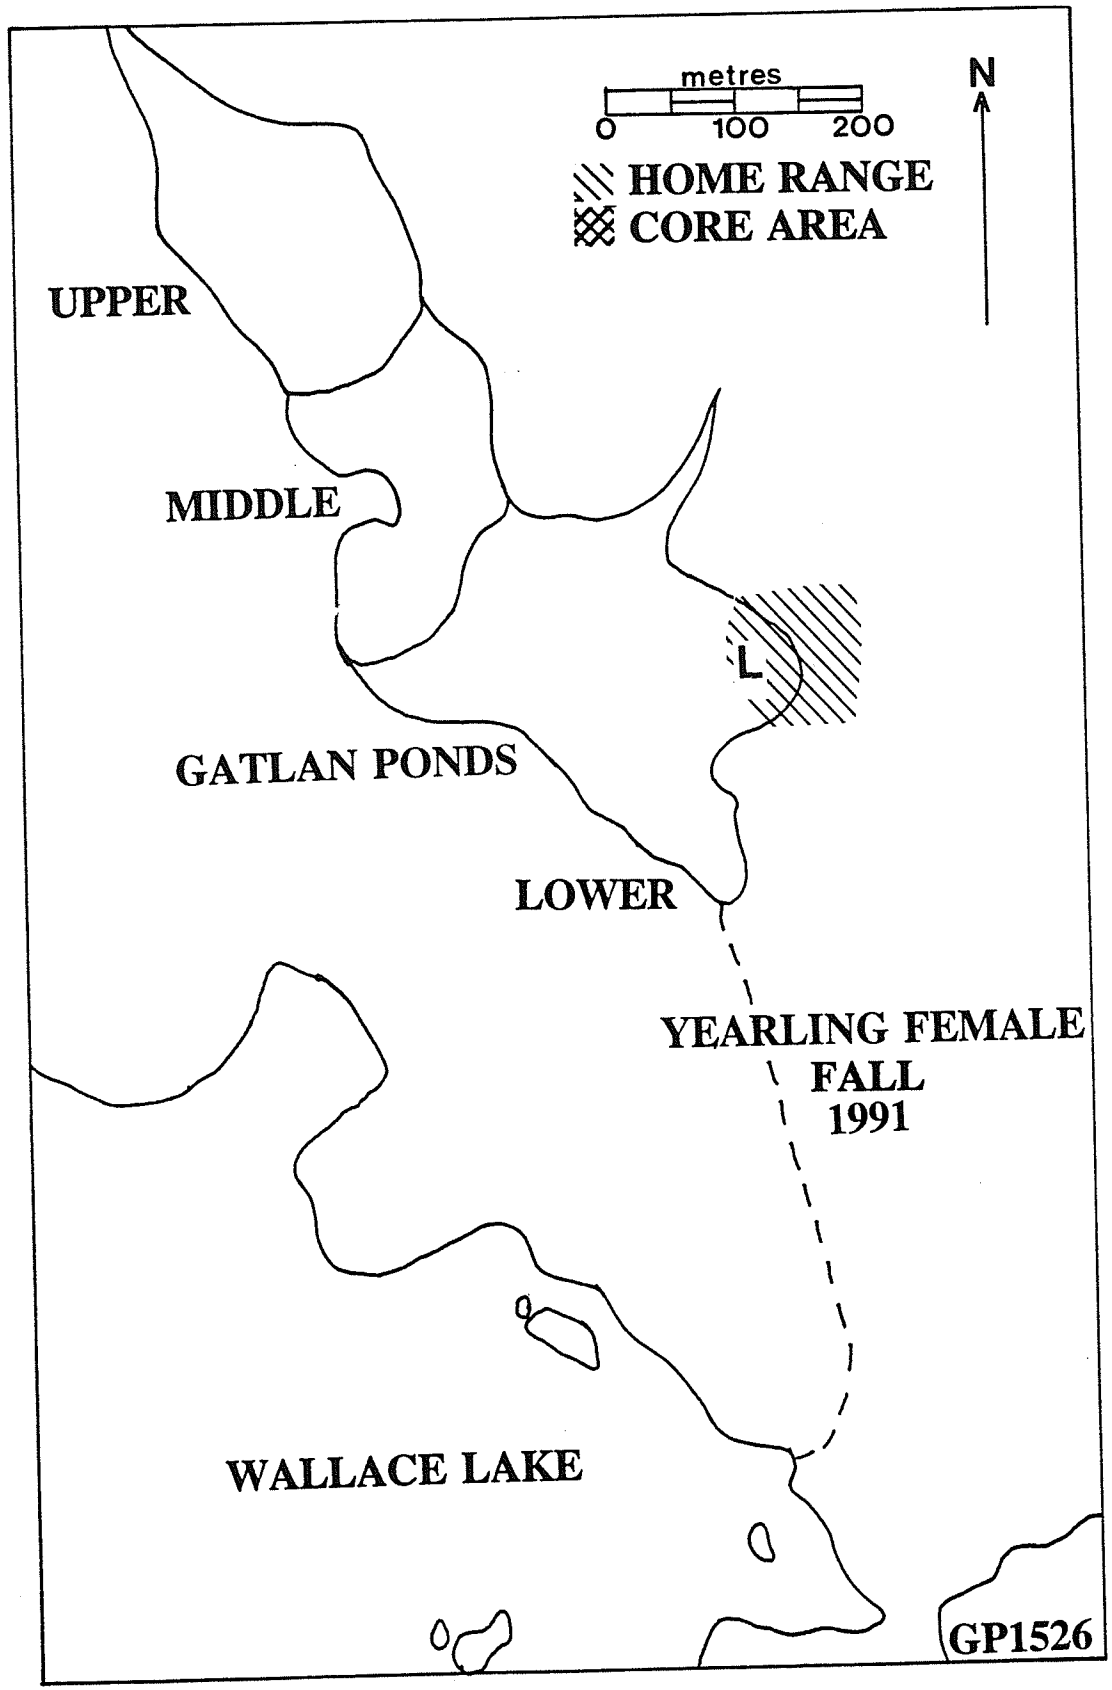 metres
0 100 200
N
HOME RANGE
CORE AREA
UPPER
MIDDLE
L
GATLAN PONDS
LOWER
YEARLING FEMALE
FALL
1991
WALLACE LAKE
GP1526